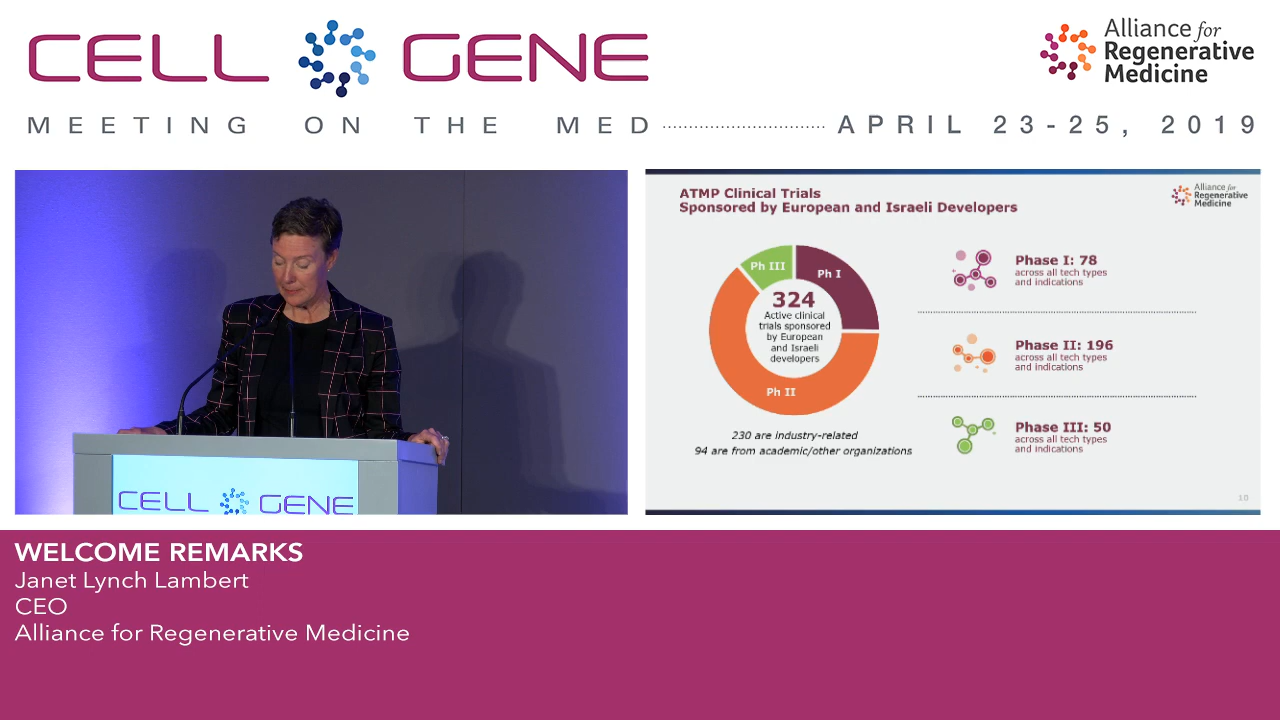 CELL GENE
Alliance for
Regenerative
Medicine
MEETING ON THE MED
APRIL 23-25, 2019
CELL GENE
ATMP Clinical Trials
Sponsored by European and Israeli Developers
Alliance for
Regenerative
Medicine
Ph III
Ph I
324
Active clinical
trials sponsored
by European
and Israeli
developers
Ph II
230 are industry-related
94 are from academic/other organizations
Phase I: 78
across all tech types
and indications
Phase II: 196
across all tech types
and indications
Phase III: 50
across all tech types
and indications
10
WELCOME REMARKS
Janet Lynch Lambert
CEO
Alliance for Regenerative Medicine